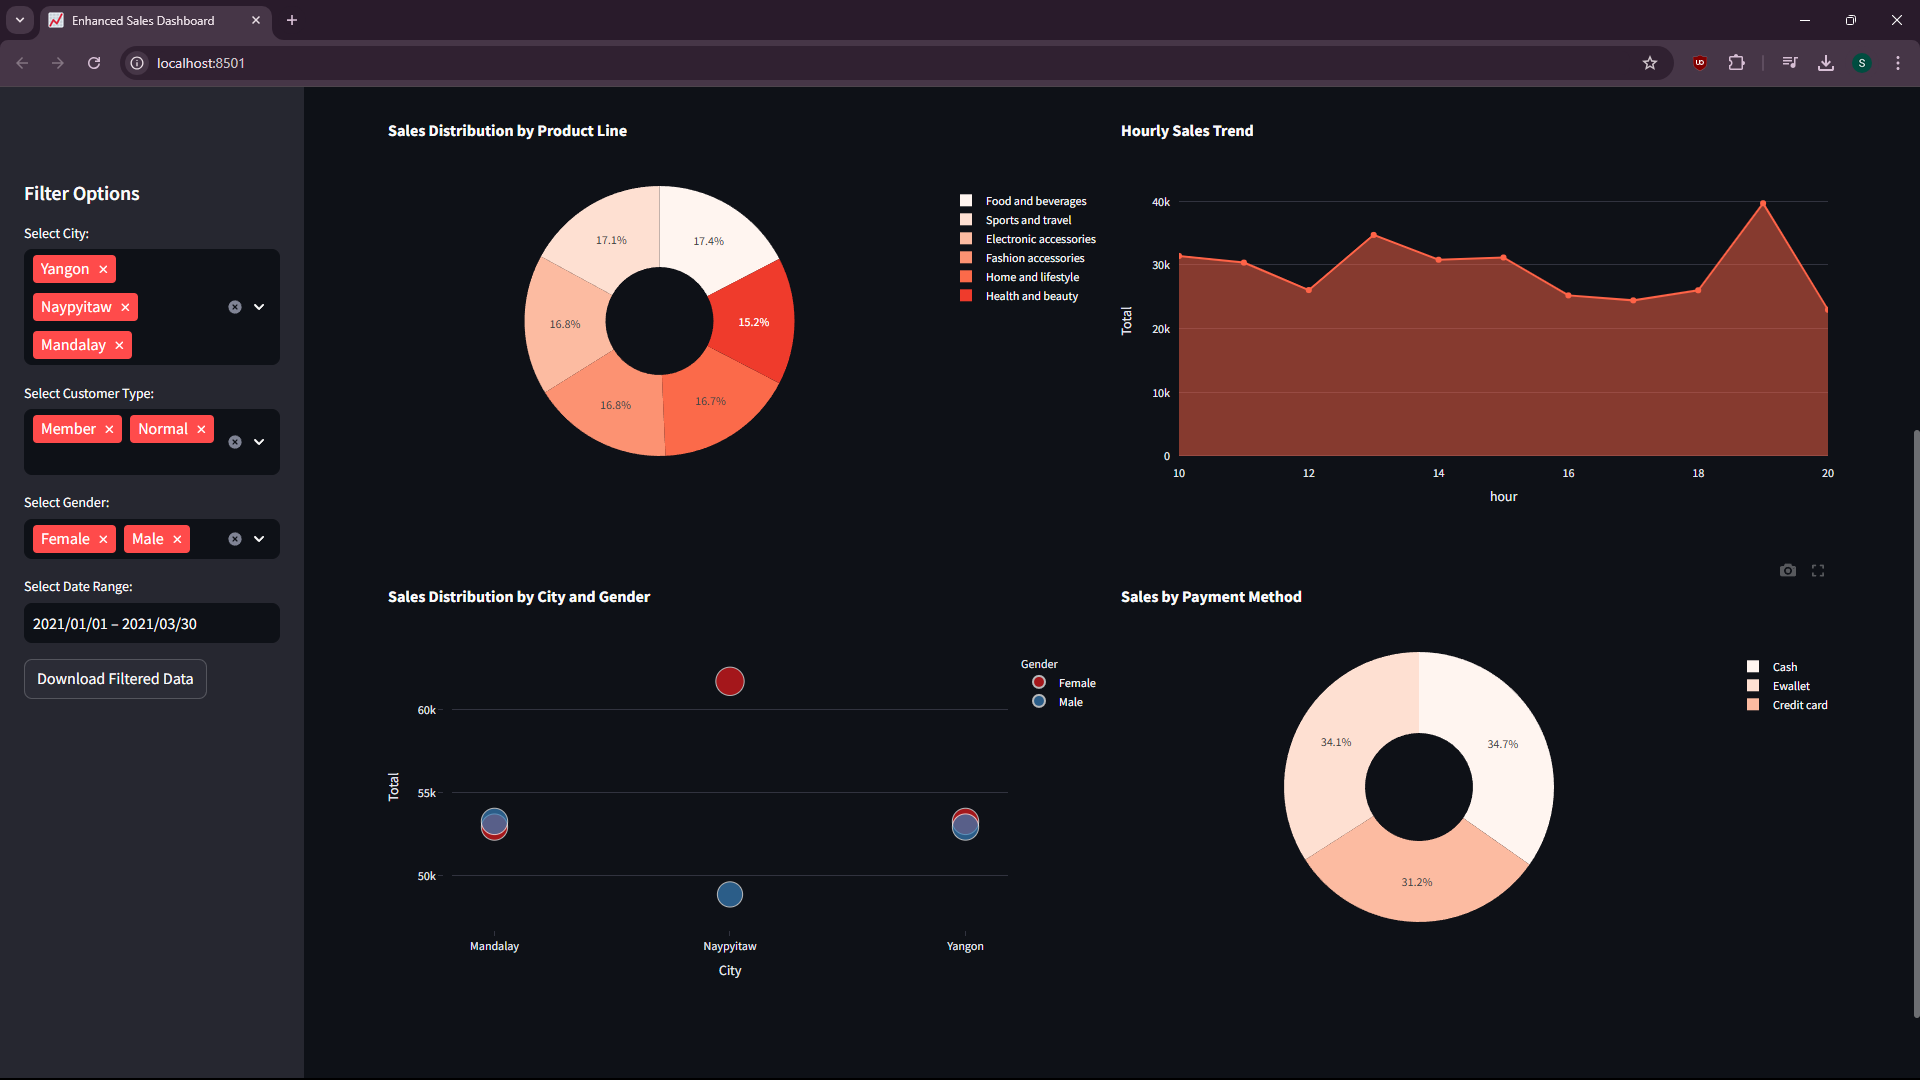 Enhanced Sales Dashboard
localhost:8501
S
Filter Options
Select City:
Yangon
Naypyitaw
Mandalay
Select Customer Type:
Member Normal
Select Gender:
Female Male
Select Date Range:
2021/01/01 – 2021/03/30
Download Filtered Data
Sales Distribution by Product Line
17.1% 17.4%
16.8% 15.2%
16.8% 16.7%
Food and beverages
Sports and travel
Electronic accessories
Fashion accessories
Home and lifestyle
Health and beauty
Hourly Sales Trend
Total
40k
30k
20k
10k
0
10 12 14 16 18 20
hour
Sales Distribution by City and Gender
Gender
Female
Male
Total
60k
55k
50k
Mandalay Naypyitaw Yangon
City
Sales by Payment Method
34.1% 34.7%
31.2%
Cash
Ewallet
Credit card